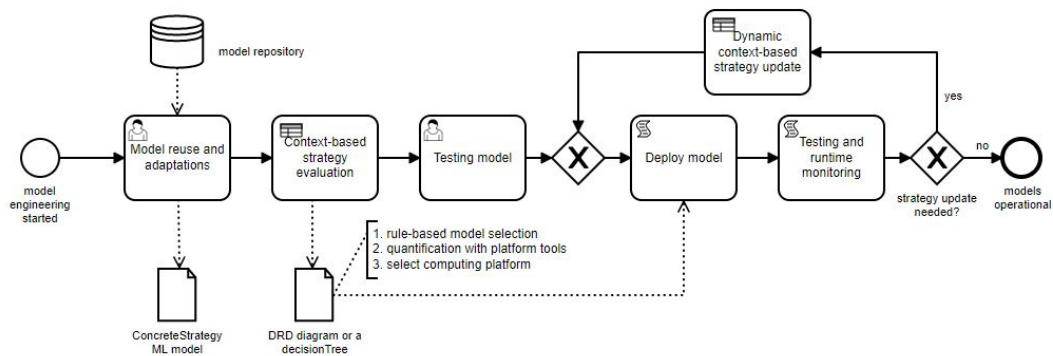 model repository
Dynamic
context-based
strategy update
yes
Model reuse and
adaptations
Context-based
strategy
evaluation
Testing model
X
Deploy model
Testing and
runtime
monitoring
X
no
model
engineering
started
strategy update
needed?
models
operational
1. rule-based model selection
2. quantification with platform tools
3. select computing platform
ConcreteStrategy
ML model
DRD diagram or a
decisionTree